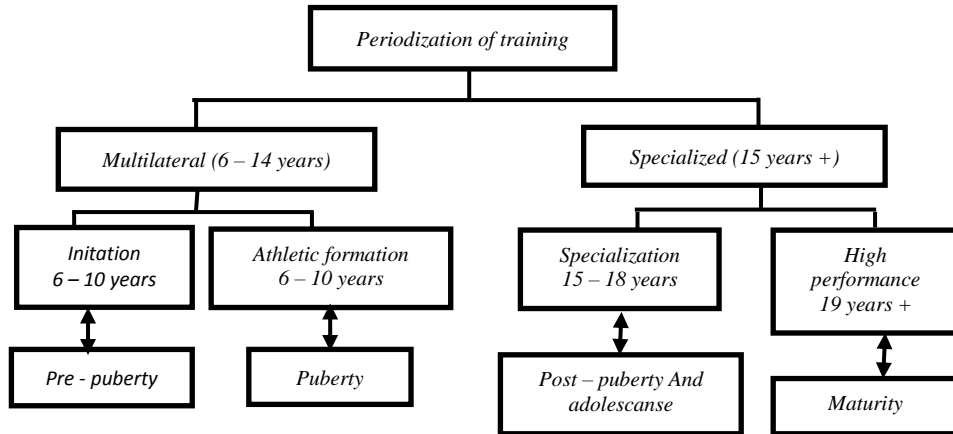 Periodization of training
Multilateral (6 – 14 years)
Specialized (15 years +)
Initation
6 – 10 years
Athletic formation
6 – 10 years
Specialization
15 – 18 years
High
performance
19 years +
Pre - puberty
Puberty
Post – puberty And
adolescanse
Maturity